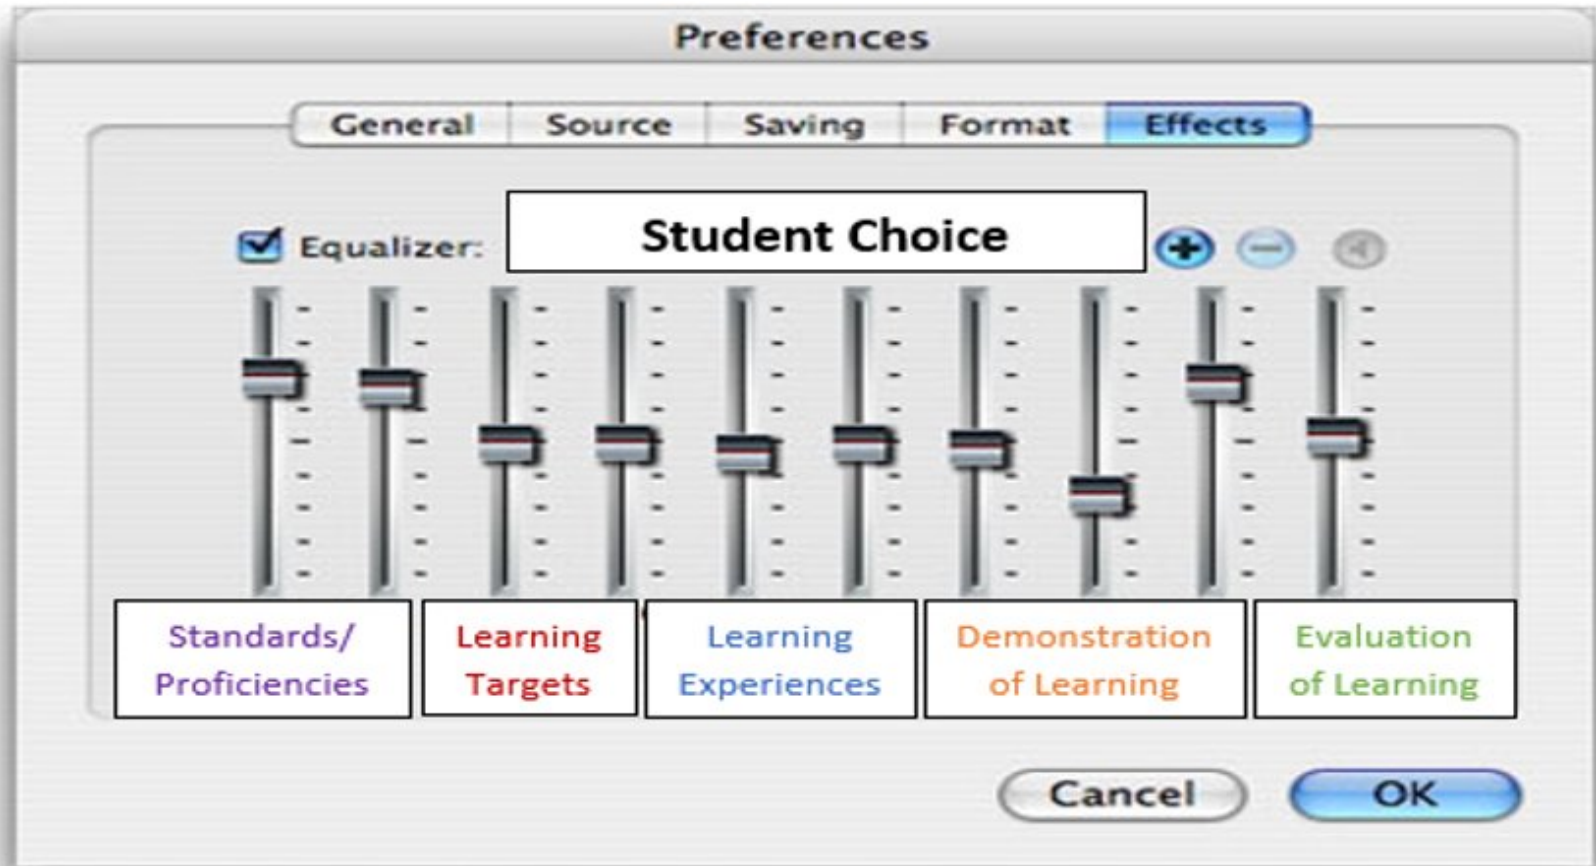 Preferences
General Source Saving Format Effects
Equalizer: Student Choice
Standards/ Learning Learning Demonstration Evaluation
Proficiencies Targets Experiences of Learning of Learning
Cancel OK